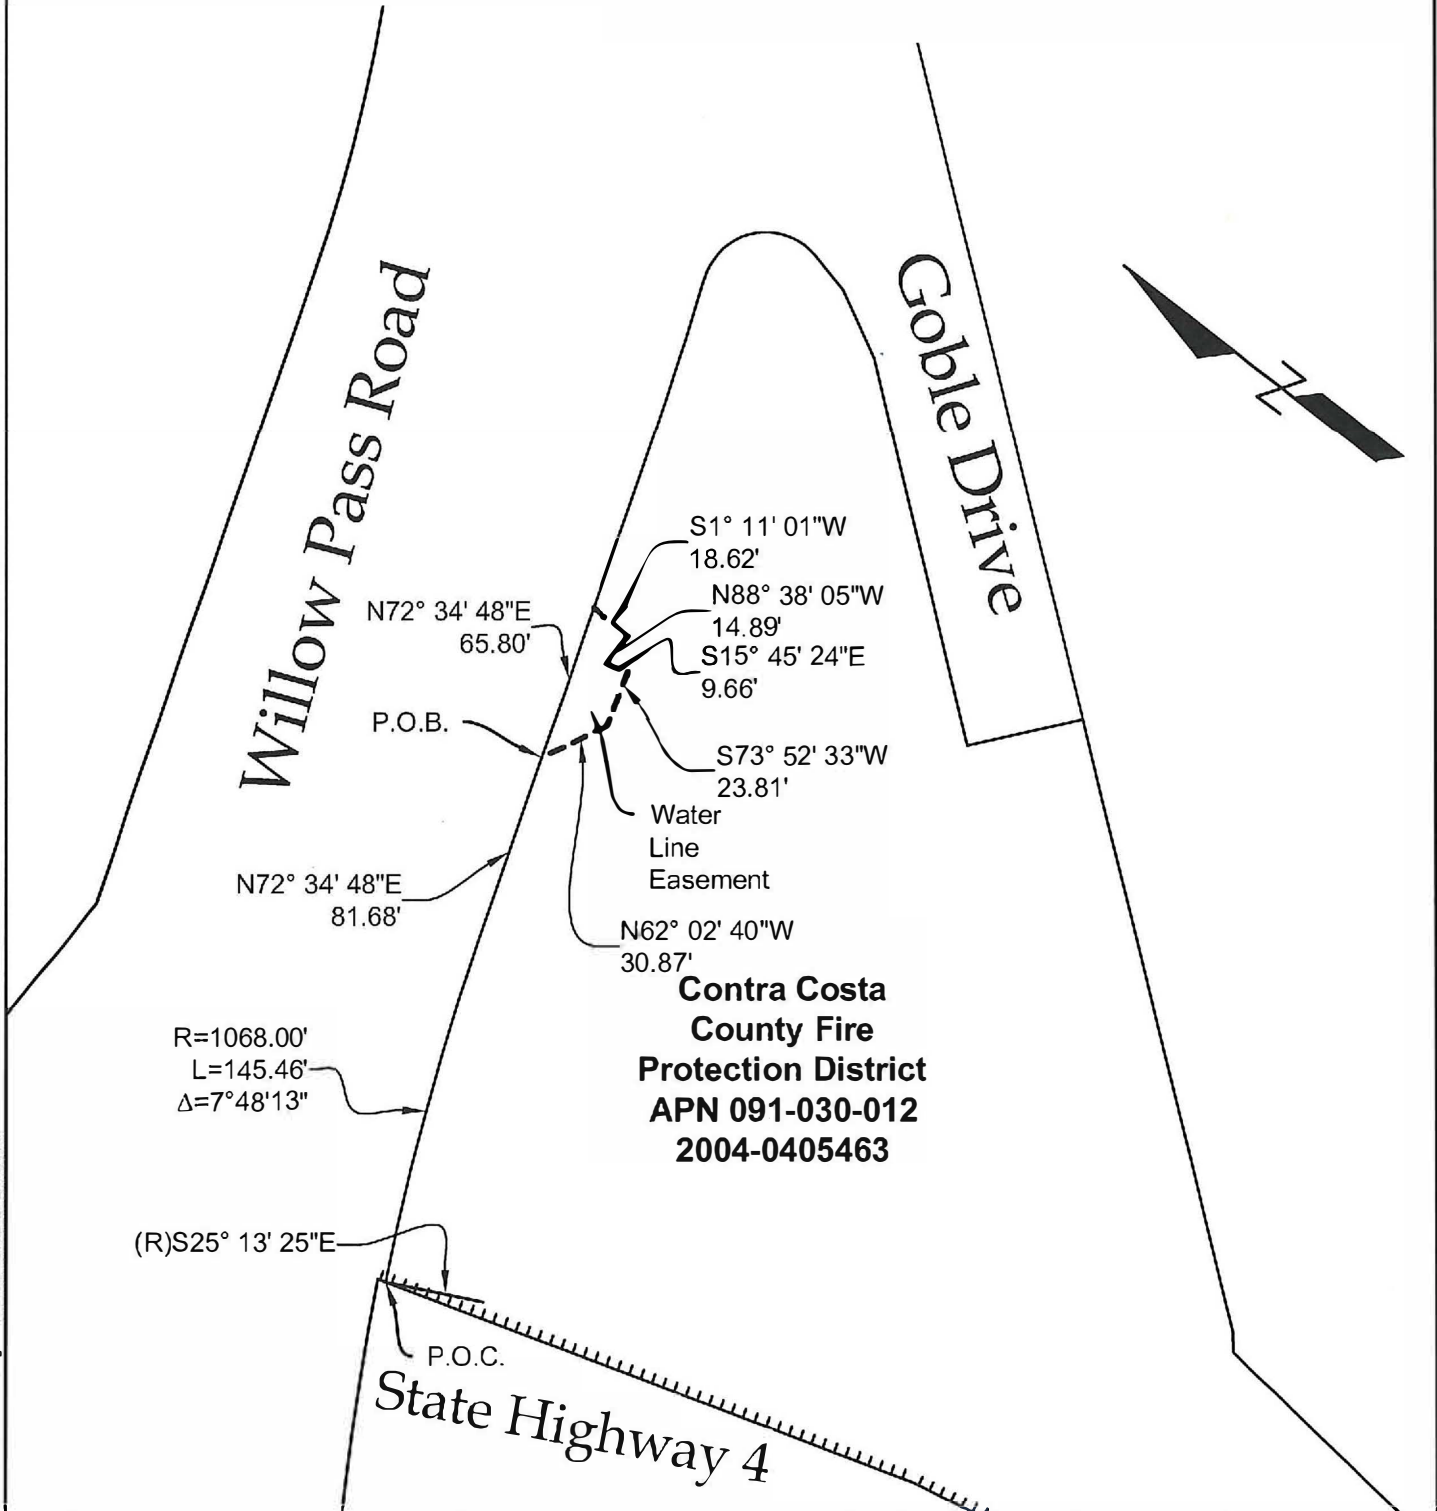 Willow Pass Road
Goble Drive
Z
S1° 11' 01"W
18.62'
N88° 38' 05"W
14.89'
N72° 34' 48"E
65.80'
S15° 45' 24"E
9.66'
P.O.B.
S73° 52' 33"W
23.81'
Water
Line
Easement
N72° 34' 48"E
81.68'
N62° 02' 40"W
30.87'
Contra Costa
County Fire
Protection District
APN 091-030-012
2004-0405463
R=1068.00'
L=145.46'
Δ=7°48'13"
(R)S25° 13' 25"E
P.O.C.
State Highway 4